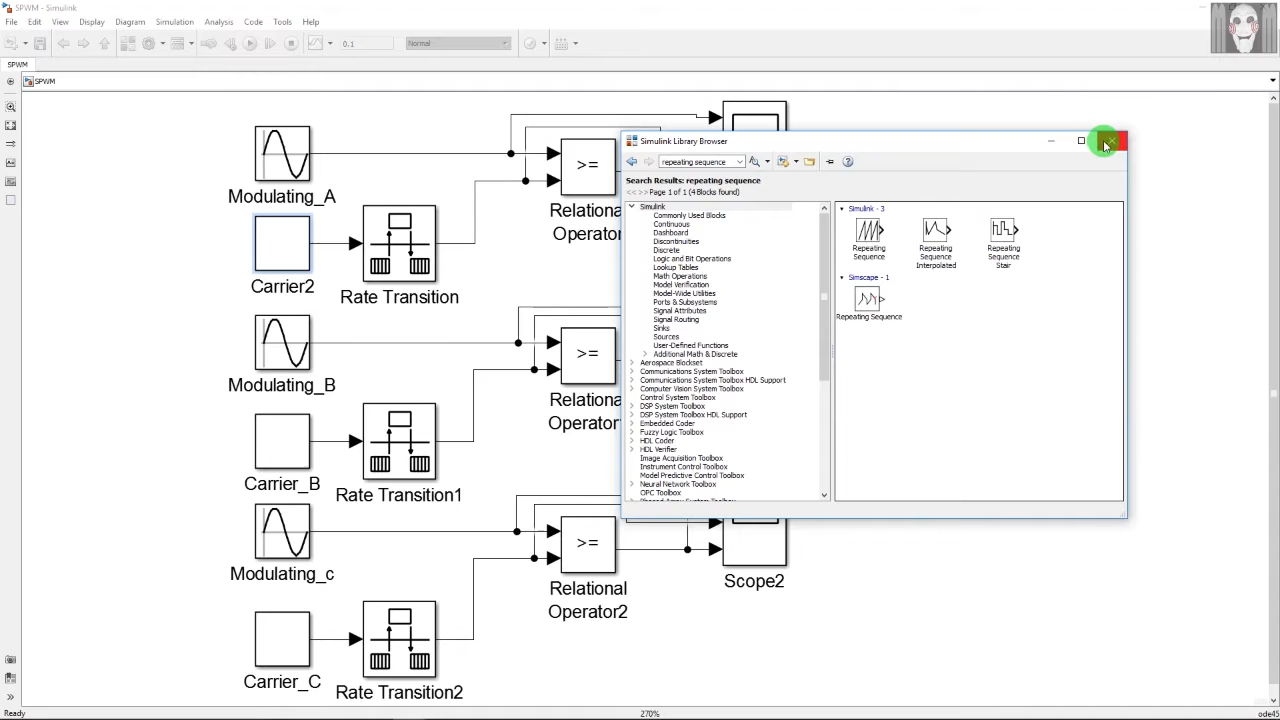 SPWM - Simulink
File Edit View Display Diagram Simulation Analysis Code Tools Help
0.1 Normal
SPWM
SPWM
Modulating_A
Carrier2
Rate Transition
>=
Relational
Operator
Modulating_B
Carrier_B
Rate Transition1
>=
Modulating_c
Carrier_C
Rate Transition2
>=
Relational
Operator2
Scope2
Simulink Library Browser
repeating sequence
Search Results: repeating sequence
<< >> Page 1 of 1 (4 Blocks found)
Simulink
Commonly Used Blocks
Continuous
Dashboard
Discontinuities
Discrete
Logic and Bit Operations
Lookup Tables
Math Operations
Model Verification
Model-Wide Utilities
Ports & Subsystems
Signal Attributes
Signal Routing
Sinks
Sources
User-Defined Functions
Additional Math & Discrete
Aerospace Blockset
Communications System Toolbox
Communications System Toolbox HDL Support
Computer Vision System Toolbox
Control System Toolbox
DSP System Toolbox
DSP System Toolbox HDL Support
Embedded Coder
Fuzzy Logic Toolbox
HDL Coder
HDL Verifier
Image Acquisition Toolbox
Instrument Control Toolbox
Model Predictive Control Toolbox
Neural Network Toolbox
OPC Toolbox
Simulink - 3
Repeating
Sequence
Repeating
Sequence
Interpolated
Repeating
Sequence
Stair
Simscape - 1
Repeating Sequence
Ready 270% ode45